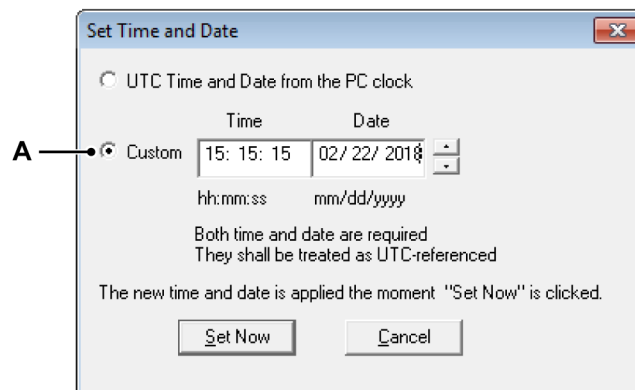 Set Time and Date
UTC Time and Date from the PC clock
Time Date
A Custom 15: 15: 15 02/ 22/ 2018
hh:mm:ss mm/dd/yyyy
Both time and date are required
They shall be treated as UTC-referenced
The new time and date is applied the moment "Set Now" is clicked.
Set Now Cancel